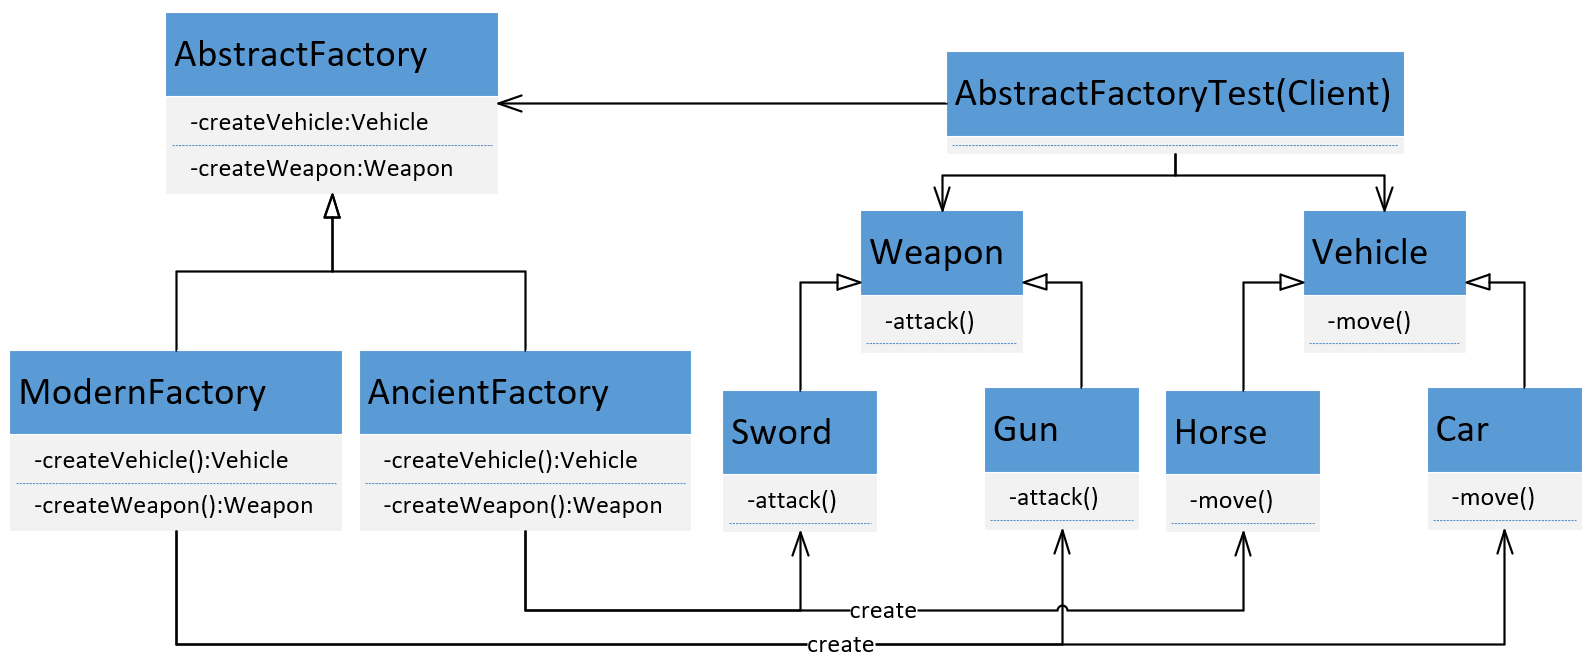 AbstractFactory
-createVehicle:Vehicle
-createWeapon:Weapon
AbstractFactoryTest(Client)
Weapon
-attack()
Vehicle
-move()
ModernFactory
-createVehicle():Vehicle
-createWeapon():Weapon
AncientFactory
-createVehicle():Vehicle
-createWeapon():Weapon
Sword
-attack()
Gun
-attack()
Horse
-move()
Car
-move()
create
create